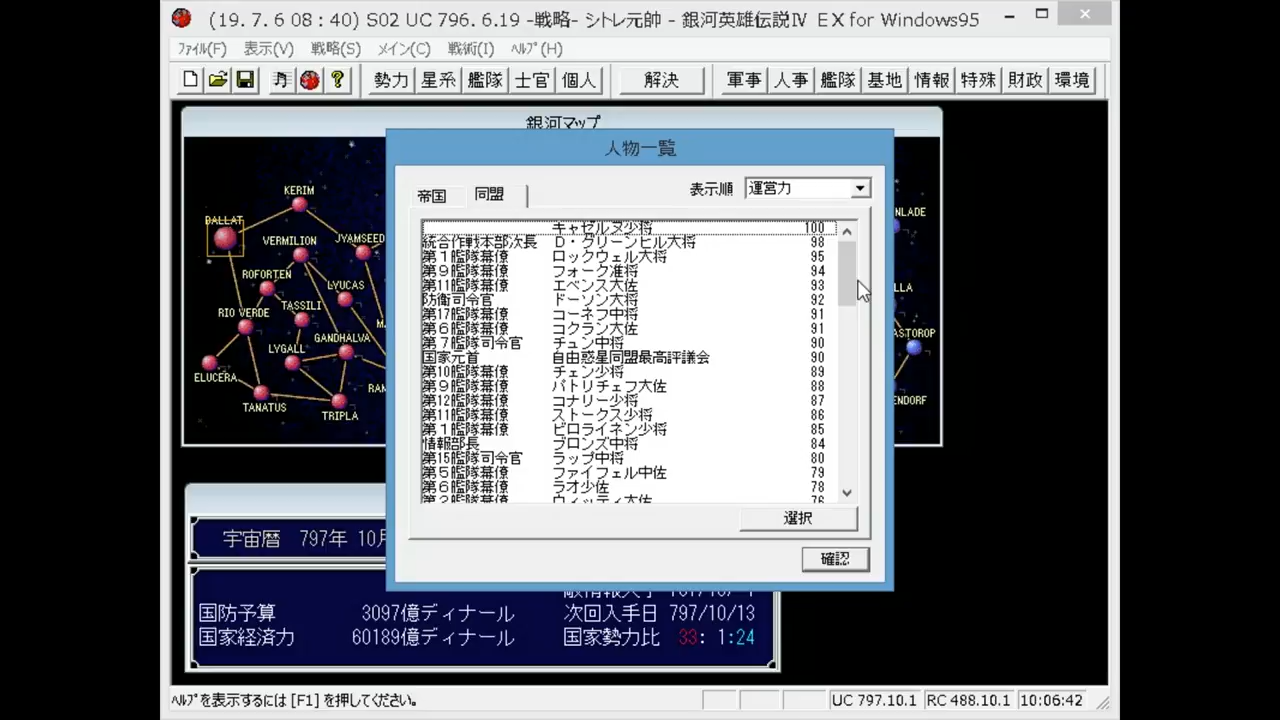 (19. 7. 6 08 : 40) S02 UC 796. 6.19 -戦略- シトレ元帥 - 銀河英雄伝説Ⅳ EX for Windows95
ﾌｧｲﾙ(F) 表示(V) 戦略(S) ﾒｲﾝ(C) 戦術(I) ﾍﾙﾌﾟ(H)
勢力 星系 艦隊 士官 個人 解決 軍事 人事 艦隊 基地 情報 特殊 財政 環境
銀河マップ
人物一覧
帝国 同盟 表示順 運営力
キャゼルヌ少将 100
統合作戦本部次長 D・グリーンヒル大将 98
第1艦隊幕僚 ロックウェル大将 95
第9艦隊幕僚 フォーク准将 94
第11艦隊幕僚 エベンス大佐 93
防衛司令官 ドーソン大将 92
第17艦隊幕僚 コーネフ中将 91
第6艦隊幕僚 コクラン大佐 91
第7艦隊司令官 チュン中将 90
国家元首 自由惑星同盟最高評議会 90
第10艦隊幕僚 チェン少将 89
第9艦隊幕僚 パトリチェフ大佐 88
第12艦隊幕僚 コナリー少将 87
第11艦隊幕僚 ストークス少将 86
第1艦隊幕僚 ビロライネン少将 85
情報部長 ブロンズ中将 84
第15艦隊司令官 ラップ中将 80
第5艦隊幕僚 ファイフェル中佐 79
第6艦隊幕僚 ラオ少佐 78
第2艦隊幕僚 ウィッティ大佐 76
選択
確認
KERIM
BALLAT
VERMILION
JYAMSEED
ROFORTEN
LYUCAS
TASSILI
RIO VERDE
GANDHALVA
LYGALL
ELUCERA
TANATUS
TRIPLA
RAN
NLADE
LLA
ASTOROP
ENDORF
宇宙暦 797年 10月
国防予算 3097億ディナール 次回入手日 797/10/13
国家経済力 60189億ディナール 国家勢力比 33: 1:24
ﾍﾙﾌﾟを表示するには [F1] を押してください。 UC 797.10.1 RC 488.10.1 10:06:42